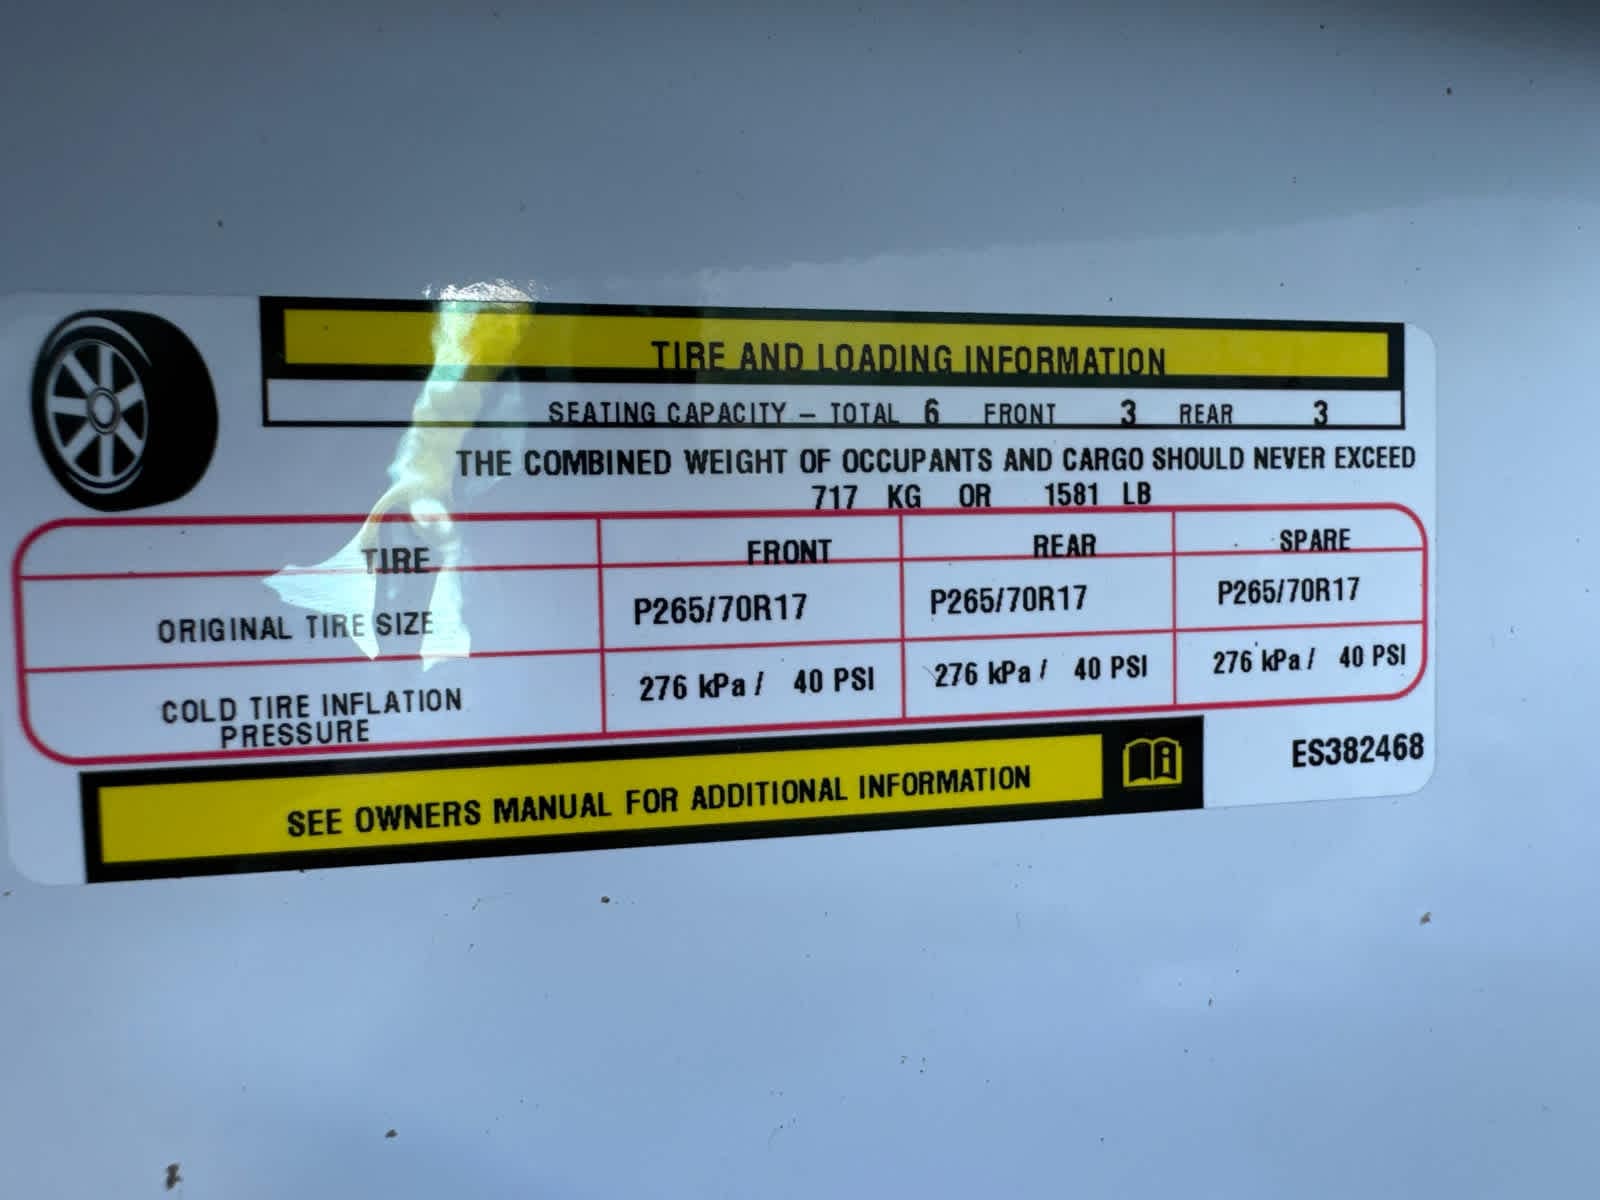 TIRE AND LOADING INFORMATION
SEATING CAPACITY – TOTAL 6 FRONT 3 REAR 3
THE COMBINED WEIGHT OF OCCUPANTS AND CARGO SHOULD NEVER EXCEED
717 KG OR 1581 LB
TIRE FRONT REAR SPARE
ORIGINAL TIRE SIZE P265/70R17 P265/70R17 P265/70R17
COLD TIRE INFLATION PRESSURE 276 kPa / 40 PSI 276 kPa / 40 PSI 276 kPa / 40 PSI
SEE OWNERS MANUAL FOR ADDITIONAL INFORMATION
ES382468